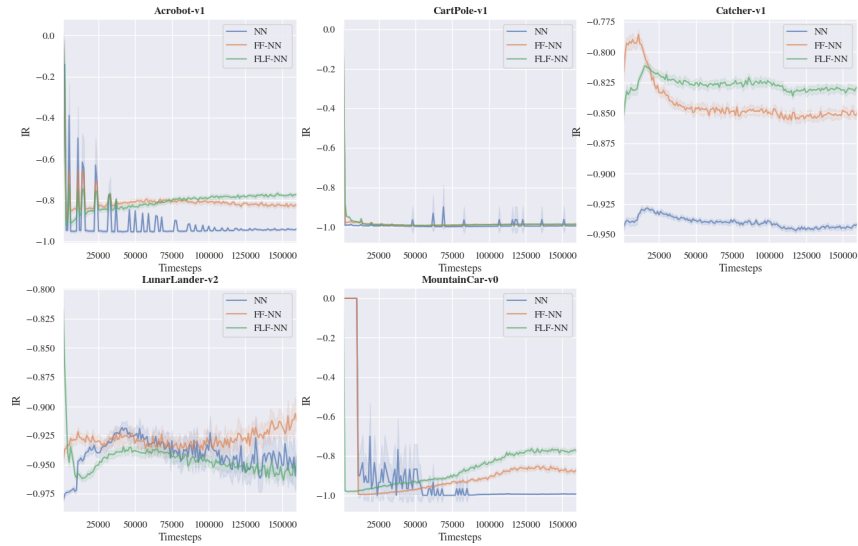 Acrobot-v1
0.0
−0.2
−0.4
−0.6
−0.8
−1.0
IR
NN
FF-NN
FLF-NN
25000 50000 75000 100000 125000 150000
Timesteps
CartPole-v1
0.0
−0.2
−0.4
−0.6
−0.8
−1.0
IR
NN
FF-NN
FLF-NN
25000 50000 75000 100000 125000 150000
Timesteps
Catcher-v1
−0.775
−0.800
−0.825
−0.850
−0.875
−0.900
−0.925
−0.950
IR
NN
FF-NN
FLF-NN
25000 50000 75000 100000 125000 150000
Timesteps
LunarLander-v2
−0.800
−0.825
−0.850
−0.875
−0.900
−0.925
−0.950
−0.975
IR
NN
FF-NN
FLF-NN
25000 50000 75000 100000 125000 150000
Timesteps
MountainCar-v0
0.0
−0.2
−0.4
−0.6
−0.8
−1.0
IR
NN
FF-NN
FLF-NN
25000 50000 75000 100000 125000 150000
Timesteps